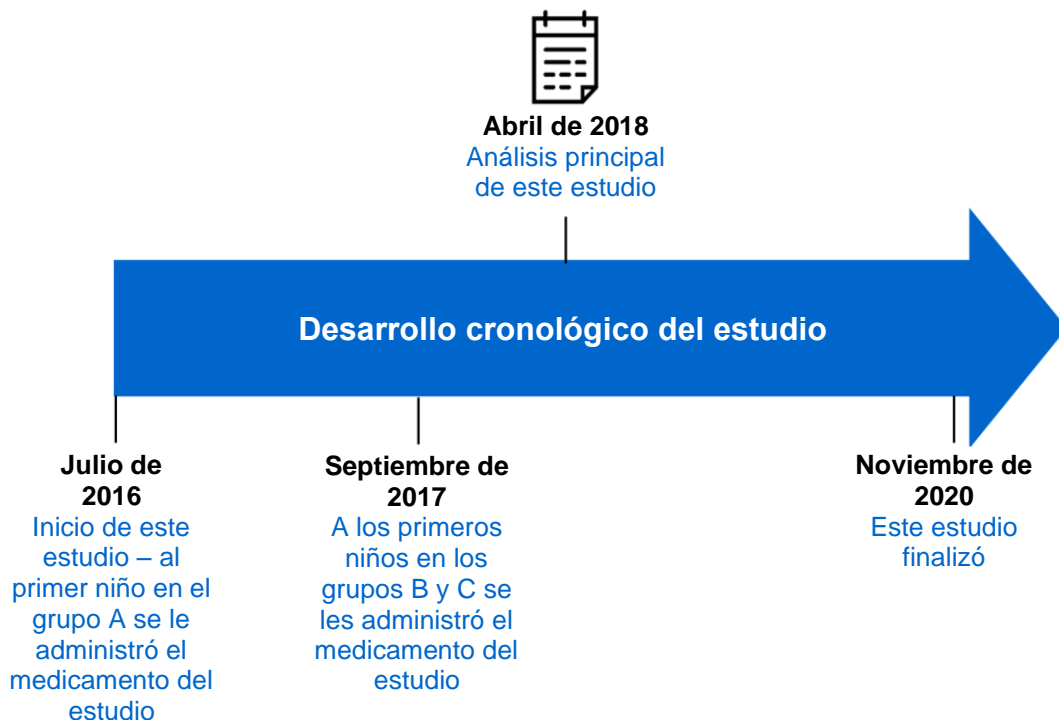 Abril de 2018
Análisis principal
de este estudio
Desarrollo cronológico del estudio
Julio de
2016
Inicio de este
estudio – al
primer niño en el
grupo A se le
administró el
medicamento del
estudio
Septiembre de
2017
A los primeros
niños en los
grupos B y C se
les administró el
medicamento del
estudio
Noviembre de
2020
Este estudio
finalizó